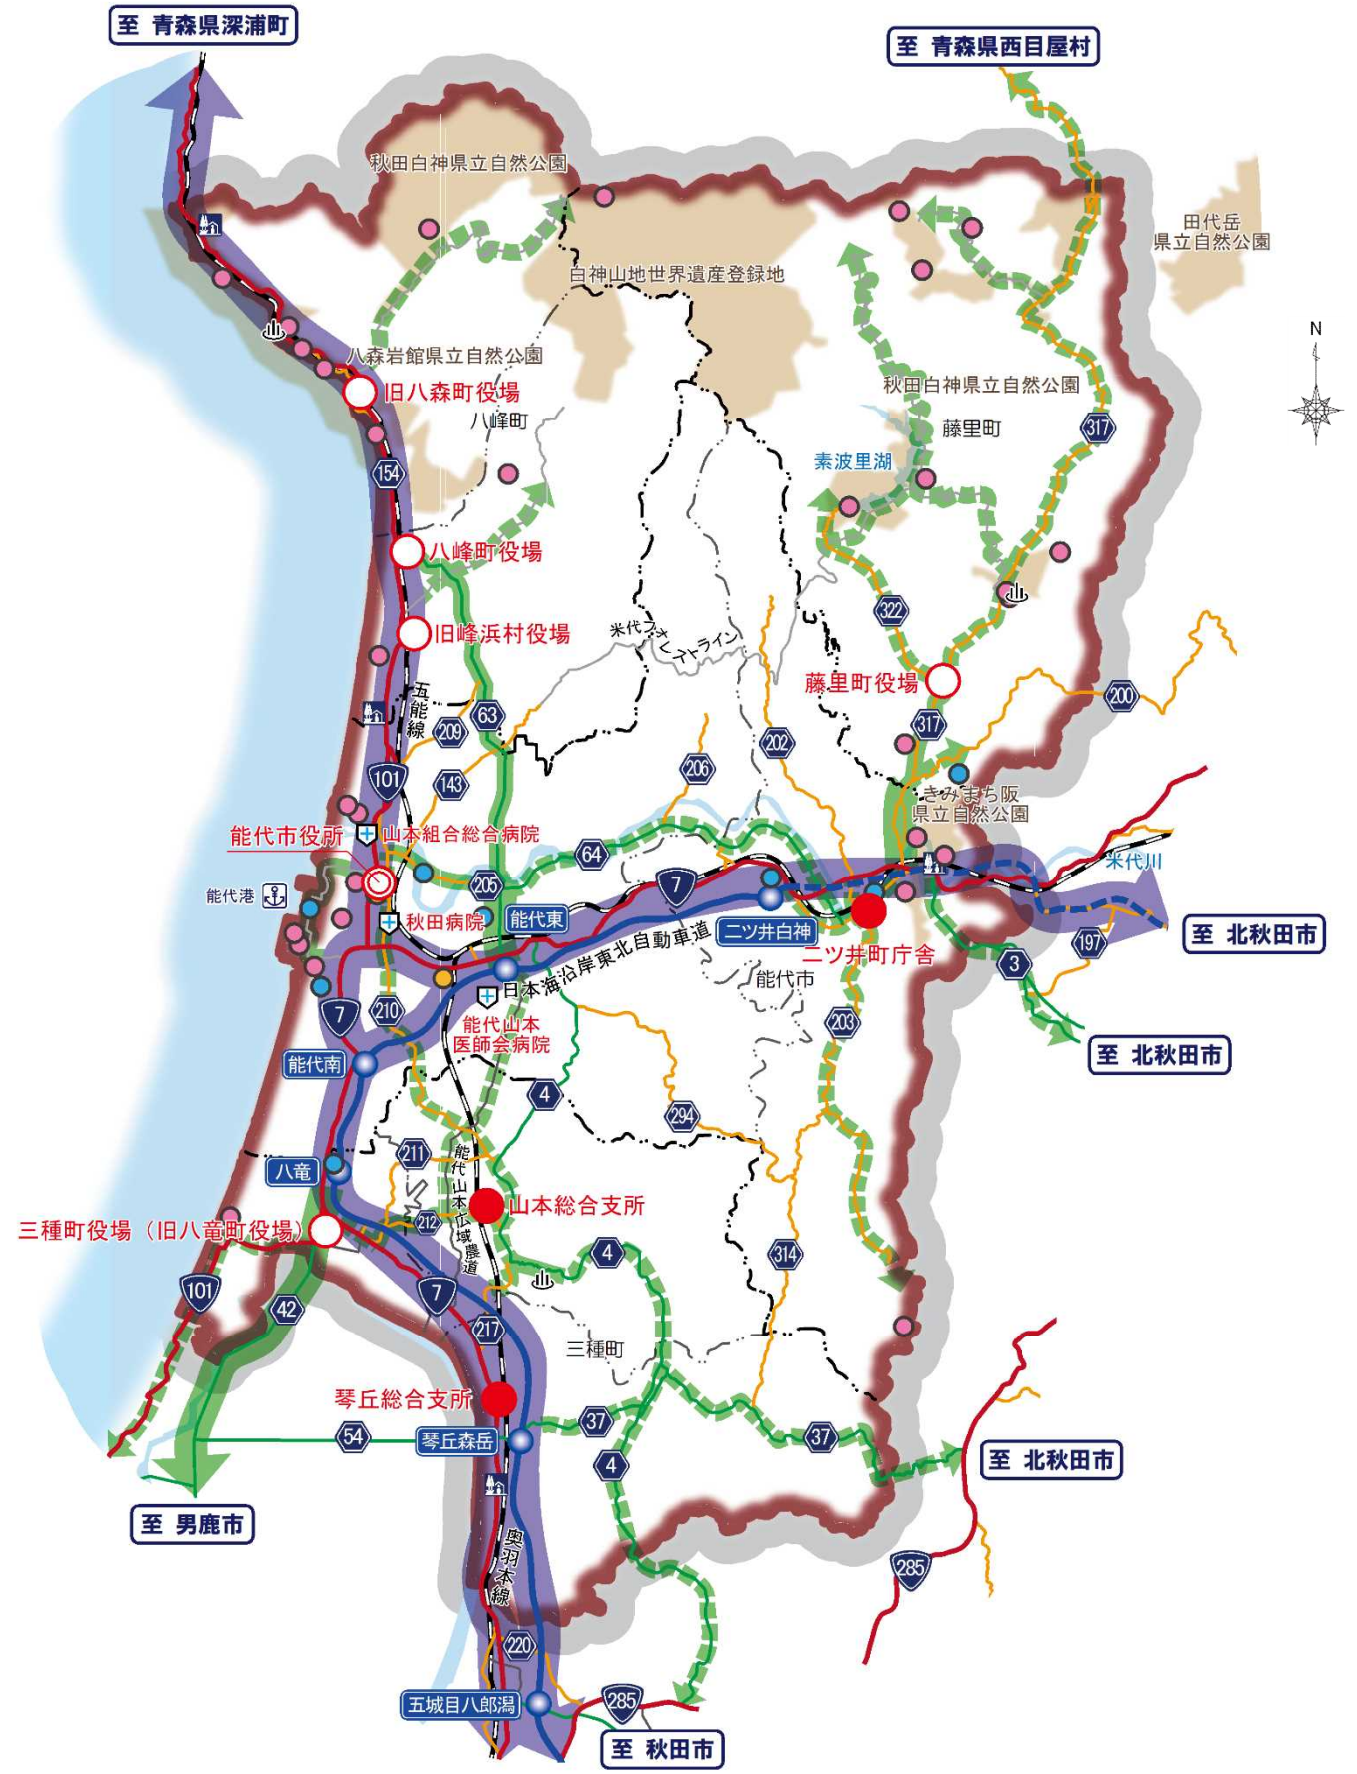 至 青森県深浦町
至 青森県西目屋村
秋田白神県立自然公園
田代岳
県立自然公園
白神山地世界遺産登録地
N
八森岩館県立自然公園
旧八森町役場
八峰町
秋田白神県立自然公園
藤里町
317
素波里湖
154
八峰町役場
322
旧峰浜村役場
米代フォレストライン
藤里町役場
200
五能線
209
63
317
202
206
101
143
きみまち阪
県立自然公園
能代市役所
山本組合総合病院
64
米代川
205
7
能代港
秋田病院
能代東
二ツ井白神
至 北秋田市
197
二ツ井町庁舎
3
日本海沿岸東北自動車道
能代市
7
210
203
能代山本
医師会病院
至 北秋田市
能代南
4
294
211
八竜
能代山本広域農道
山本総合支所
212
三種町役場（旧八竜町役場）
4
314
101
42
7
217
三種町
琴丘総合支所
37
37
54
琴丘森岳
4
至 北秋田市
至 男鹿市
奥羽本線
285
220
五城目八郎潟
285
至 秋田市